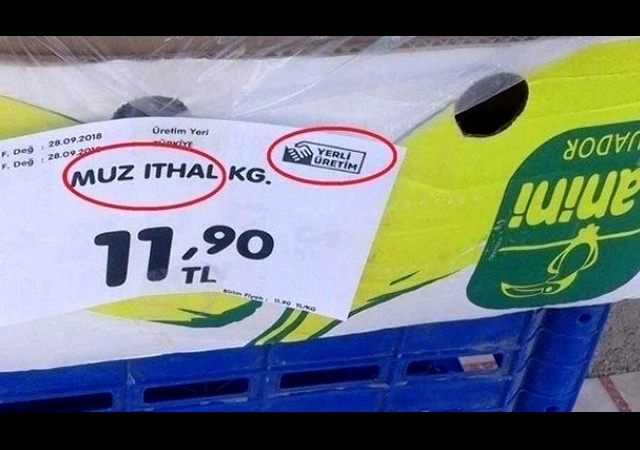 F. Değ : 28.09.2018
F. Değ : 28.09.2018
Üretim Yeri
TÜRKİYE
YERLİ
ÜRETİM
MUZ ITHAL KG.
11,90
TL
Birim Fiyatı : 11.90 TL/KG
anini
UADOR